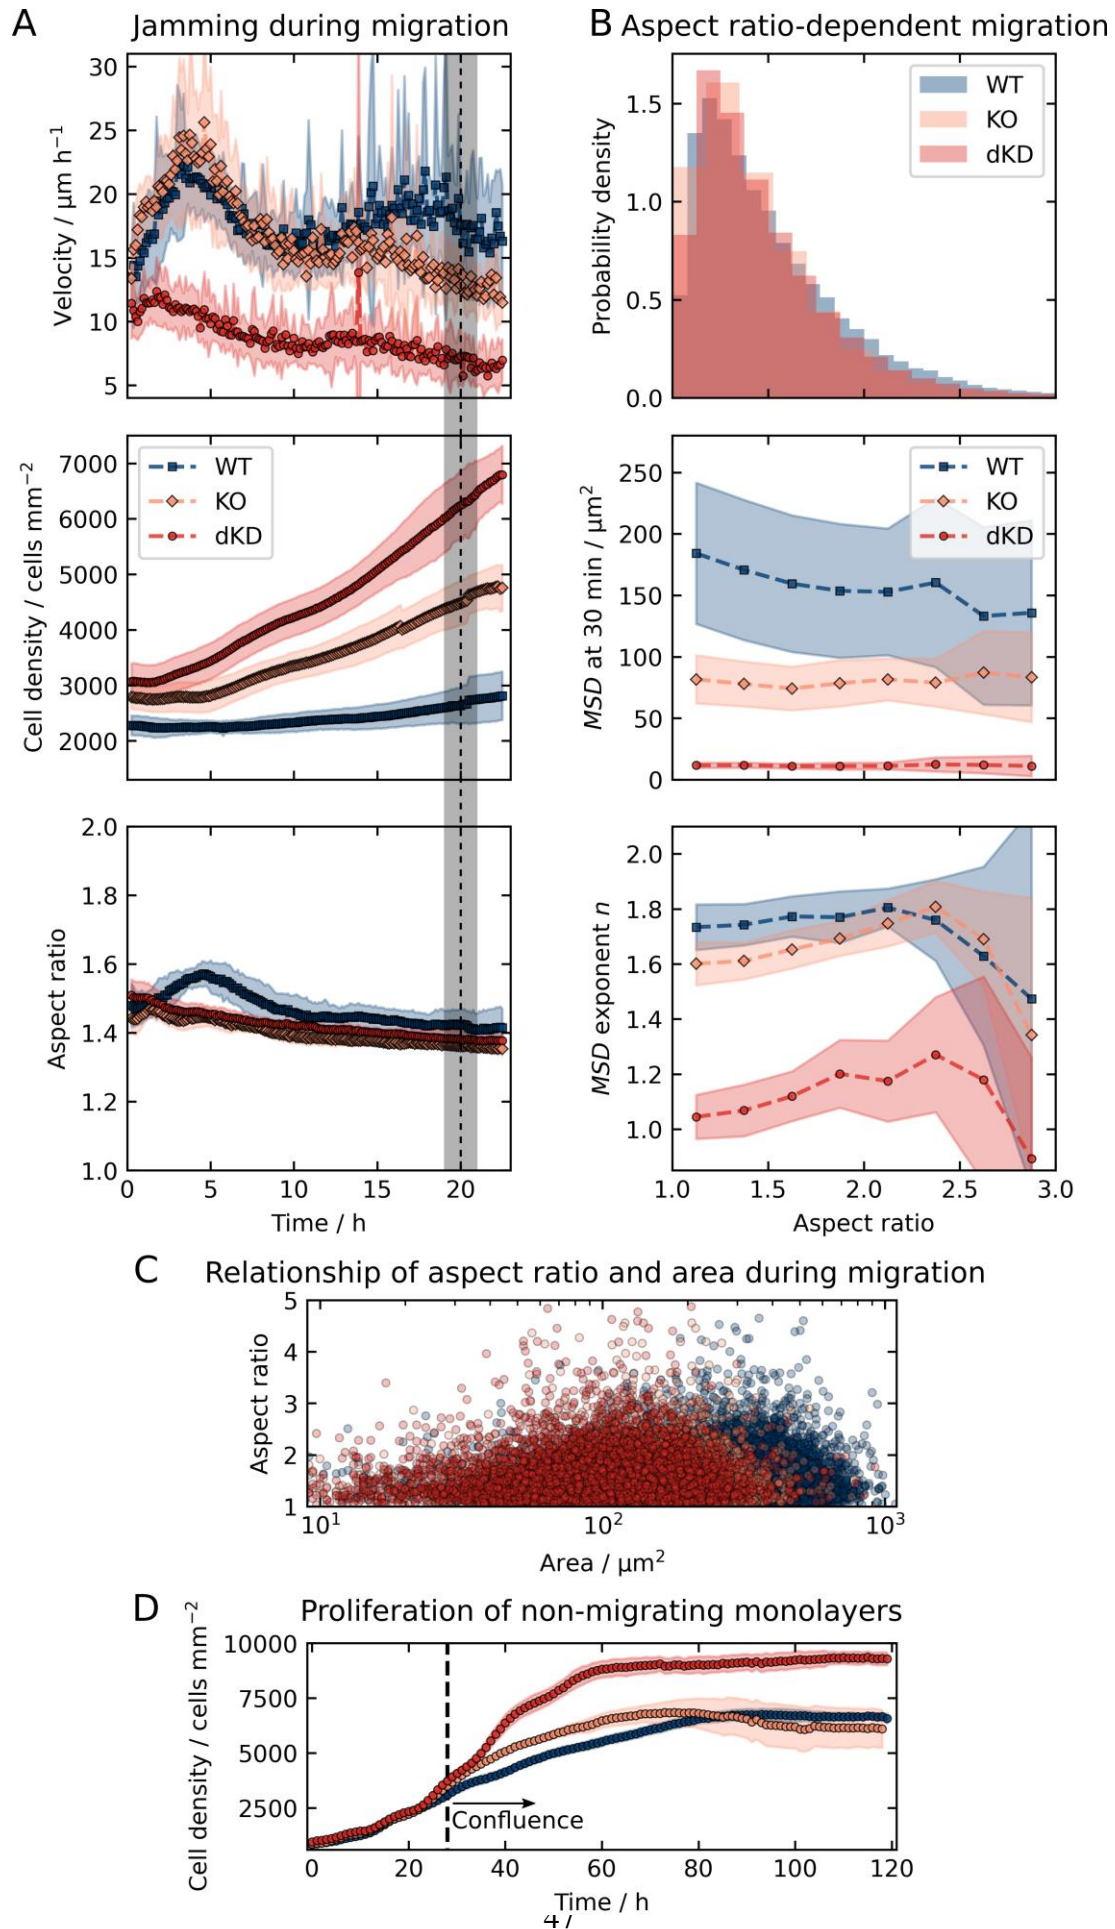 A Jamming during migration
B Aspect ratio-dependent migration
Velocity / µm h⁻¹
30
25
20
15
10
5
Probability density
1.5
1.0
0.5
0.0
WT
KO
dKD
Cell density / cells mm⁻²
7000
6000
5000
4000
3000
2000
WT
KO
dKD
MSD at 30 min / µm²
250
200
150
100
50
0
WT
KO
dKD
Aspect ratio
2.0
1.8
1.6
1.4
1.2
1.0
0 5 10 15 20
Time / h
MSD exponent n
2.0
1.8
1.6
1.4
1.2
1.0
1.0 1.5 2.0 2.5 3.0
Aspect ratio
C Relationship of aspect ratio and area during migration
Aspect ratio
5
4
3
2
1
10¹ 10² 10³
Area / µm²
D Proliferation of non-migrating monolayers
Cell density / cells mm⁻²
10000
7500
5000
2500
Confluence
0 20 40 60 80 100 120
Time / h
47